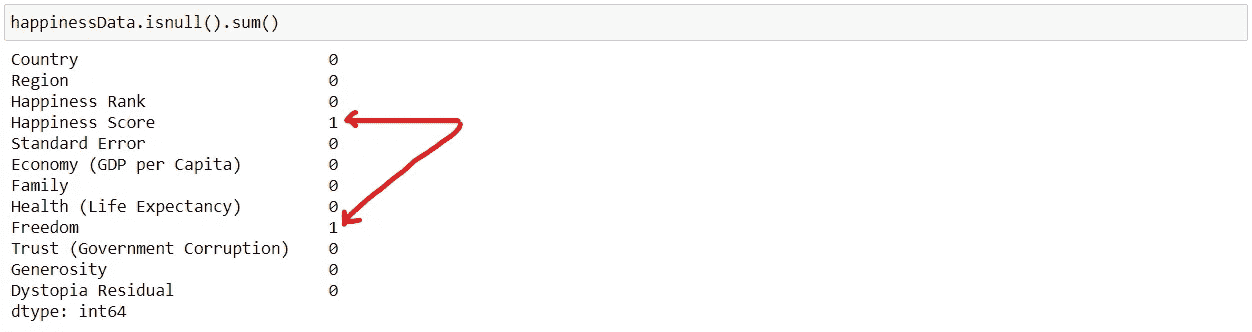 happinessData.isnull().sum()
Country 0
Region 0
Happiness Rank 0
Happiness Score 1
Standard Error 0
Economy (GDP per Capita) 0
Family 0
Health (Life Expectancy) 0
Freedom 1
Trust (Government Corruption) 0
Generosity 0
Dystopia Residual 0
dtype: int64